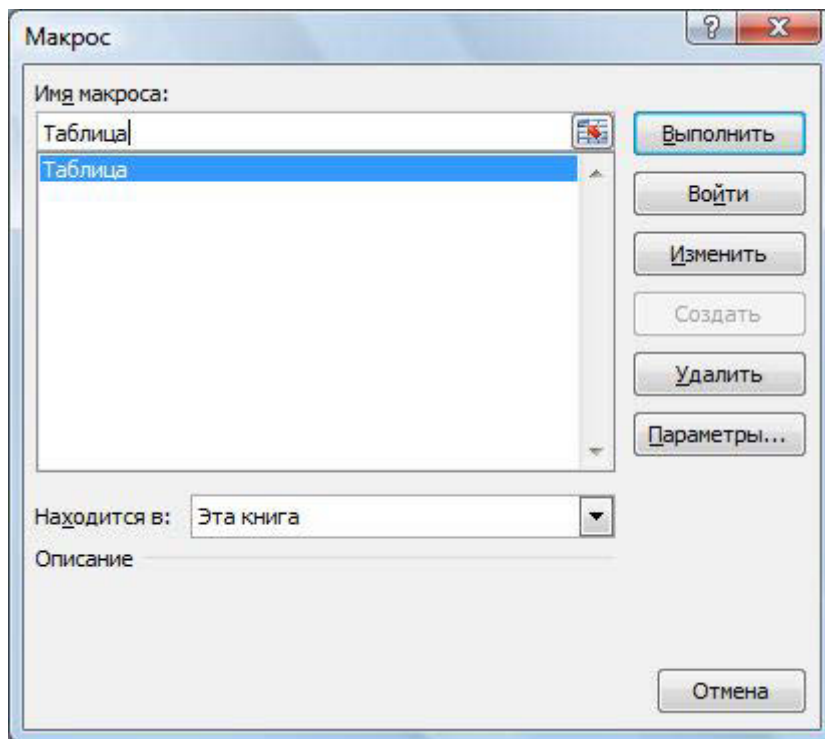 Макрос
Имя макроса:
Таблица
Таблица
Выполнить
Войти
Изменить
Создать
Удалить
Параметры...
Находится в:
Эта книга
Описание
Отмена